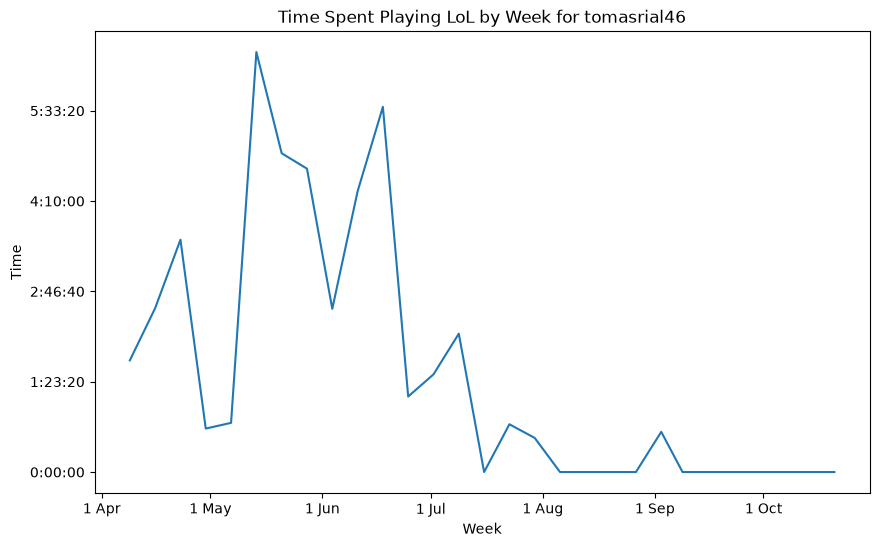 Time Spent Playing LoL by Week for tomasrial46
Time
5:33:20
4:10:00
2:46:40
1:23:20
0:00:00
1 Apr
1 May
1 Jun
1 Jul
1 Aug
1 Sep
1 Oct
Week